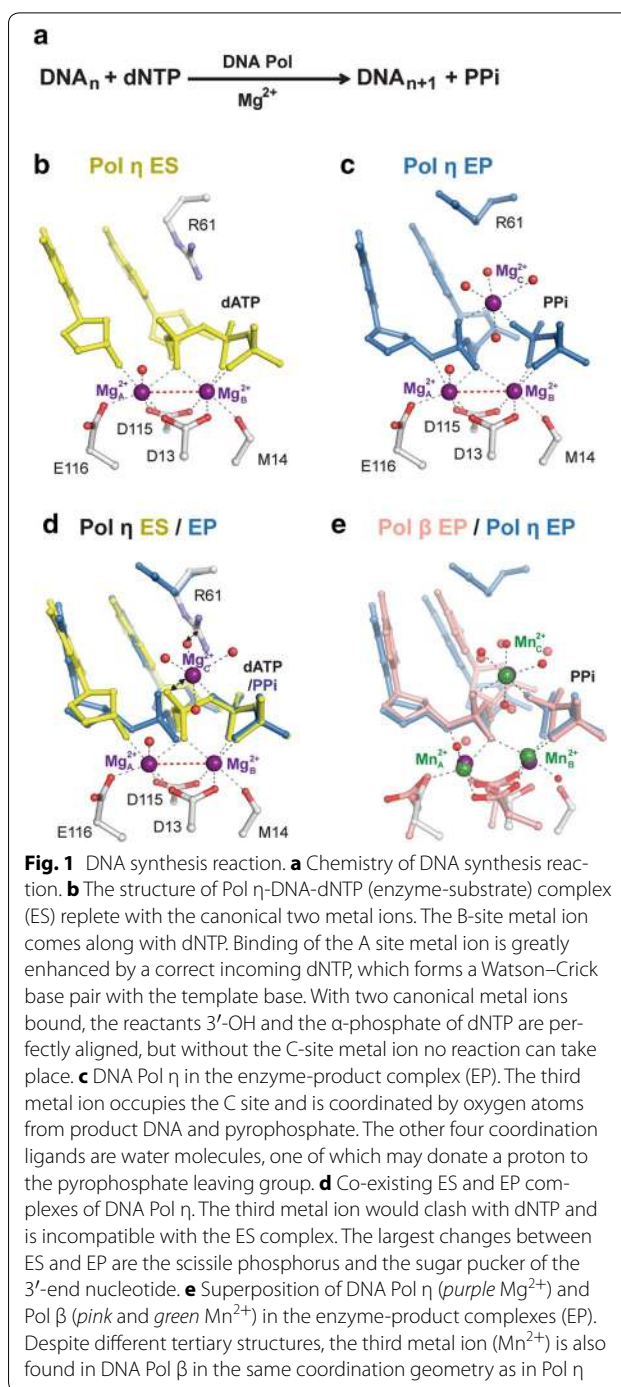 a
DNAn + dNTP DNA Pol Mg2+ DNAn+1 + PPi
b Pol η ES
R61
dATP
Mg2+A
Mg2+B
D115
E116
D13
M14
c Pol η EP
R61
Mg2+C
PPi
Mg2+A
Mg2+B
D115
E116
D13
M14
d Pol η ES / EP
R61
Mg2+C
dATP
/PPi
Mg2+A
Mg2+B
D115
E116
D13
M14
e Pol β EP / Pol η EP
Mn2+C
PPi
Mn2+A
Mn2+B
Fig. 1 DNA synthesis reaction. a Chemistry of DNA synthesis reac-
tion. b The structure of Pol η-DNA-dNTP (enzyme-substrate) complex
(ES) replete with the canonical two metal ions. The B-site metal ion
comes along with dNTP. Binding of the A site metal ion is greatly
enhanced by a correct incoming dNTP, which forms a Watson–Crick
base pair with the template base. With two canonical metal ions
bound, the reactants 3′-OH and the α-phosphate of dNTP are per-
fectly aligned, but without the C-site metal ion no reaction can take
place. c DNA Pol η in the enzyme-product complex (EP). The third
metal ion occupies the C site and is coordinated by oxygen atoms
from product DNA and pyrophosphate. The other four coordination
ligands are water molecules, one of which may donate a proton to
the pyrophosphate leaving group. d Co-existing ES and EP com-
plexes of DNA Pol η. The third metal ion would clash with dNTP and
is incompatible with the ES complex. The largest changes between
ES and EP are the scissile phosphorus and the sugar pucker of the
3′-end nucleotide. e Superposition of DNA Pol η (purple Mg2+) and
Pol β (pink and green Mn2+) in the enzyme-product complexes (EP).
Despite different tertiary structures, the third metal ion (Mn2+) is also
found in DNA Pol β in the same coordination geometry as in Pol η